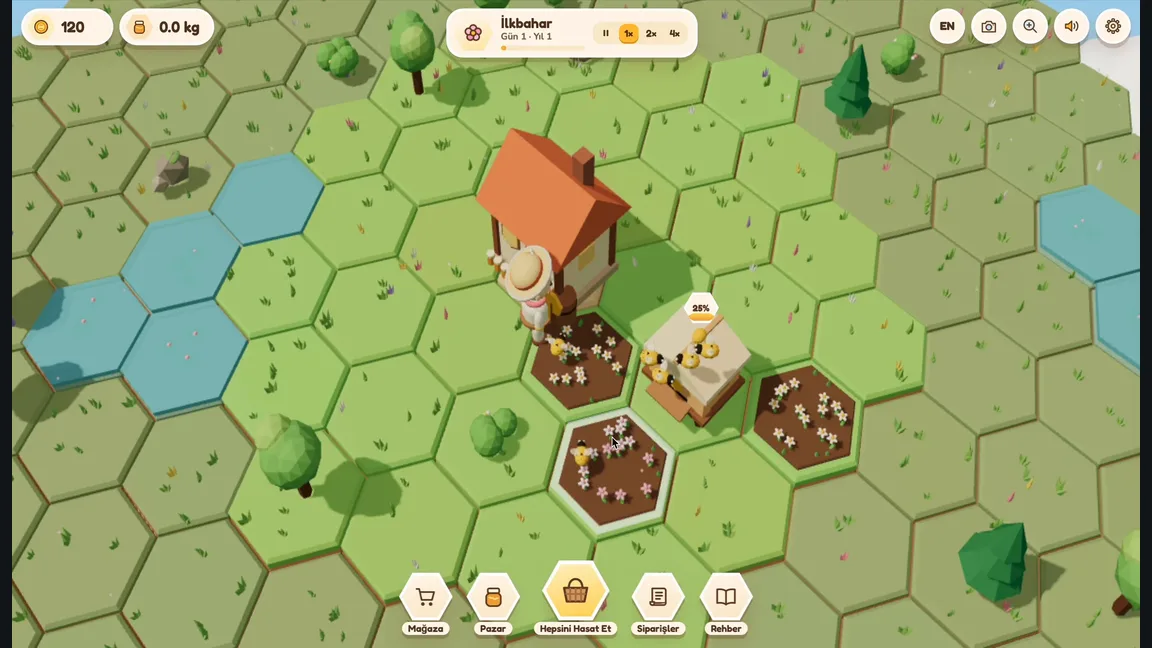 120
0.0 kg
İlkbahar
Gün 1 · Yıl 1
1x
2x
4x
EN
25%
Mağaza
Pazar
Hepsini Hasat Et
Siparişler
Rehber